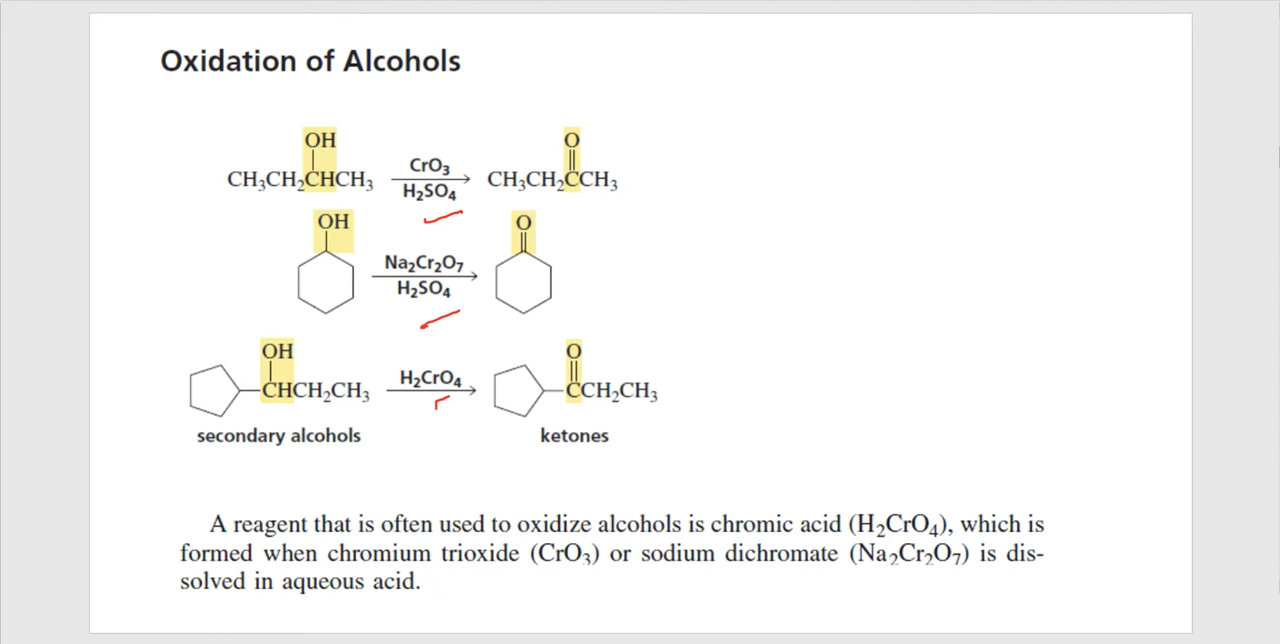 Oxidation of Alcohols
OH
O
CH₃CH₂CHCH₃
CrO₃
H₂SO₄
CH₃CH₂CCH₃
OH
O
Na₂Cr₂O₇
H₂SO₄
OH
O
CHCH₂CH₃
H₂CrO₄
CCH₂CH₃
secondary alcohols
ketones
A reagent that is often used to oxidize alcohols is chromic acid (H₂CrO₄), which is
formed when chromium trioxide (CrO₃) or sodium dichromate (Na₂Cr₂O₇) is dis-
solved in aqueous acid.